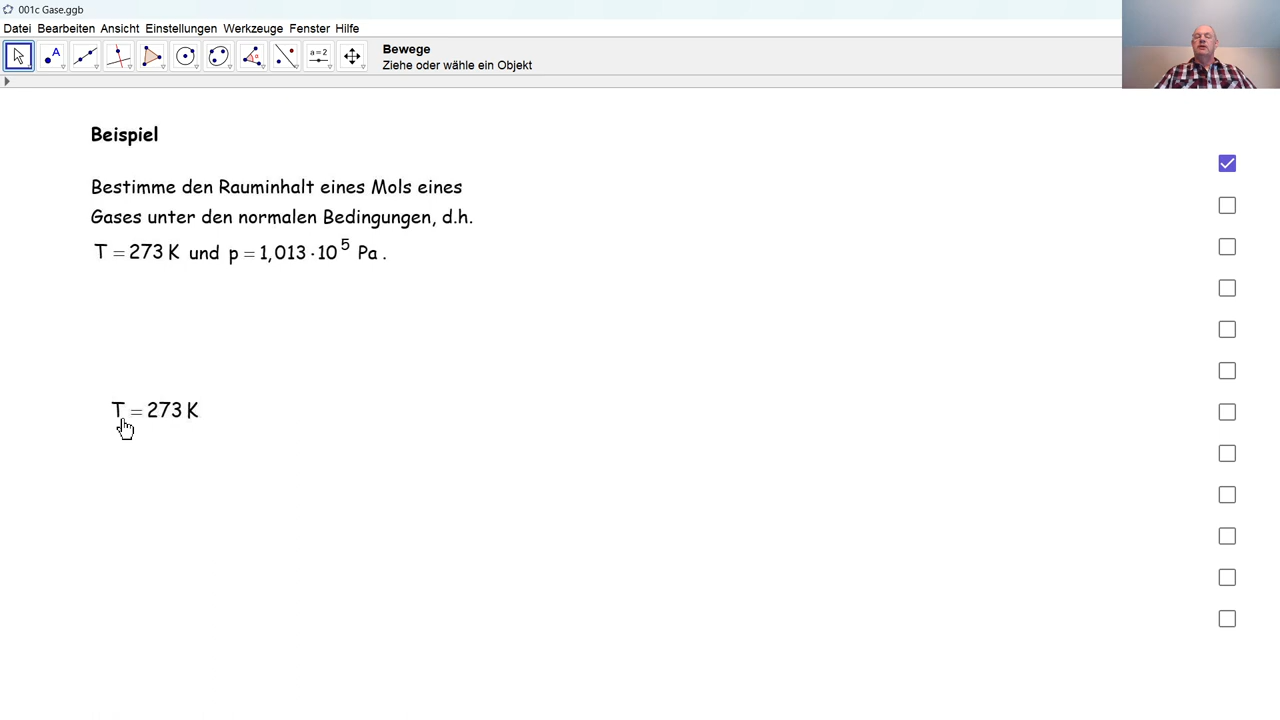 001c Gase.ggb
Datei Bearbeiten Ansicht Einstellungen Werkzeuge Fenster Hilfe
A
a=2
Bewege
Ziehe oder wähle ein Objekt
Beispiel
Bestimme den Rauminhalt eines Mols eines
Gases unter den normalen Bedingungen, d.h.
T = 273 K und p = 1,013 · 10⁵ Pa .
T = 273 K